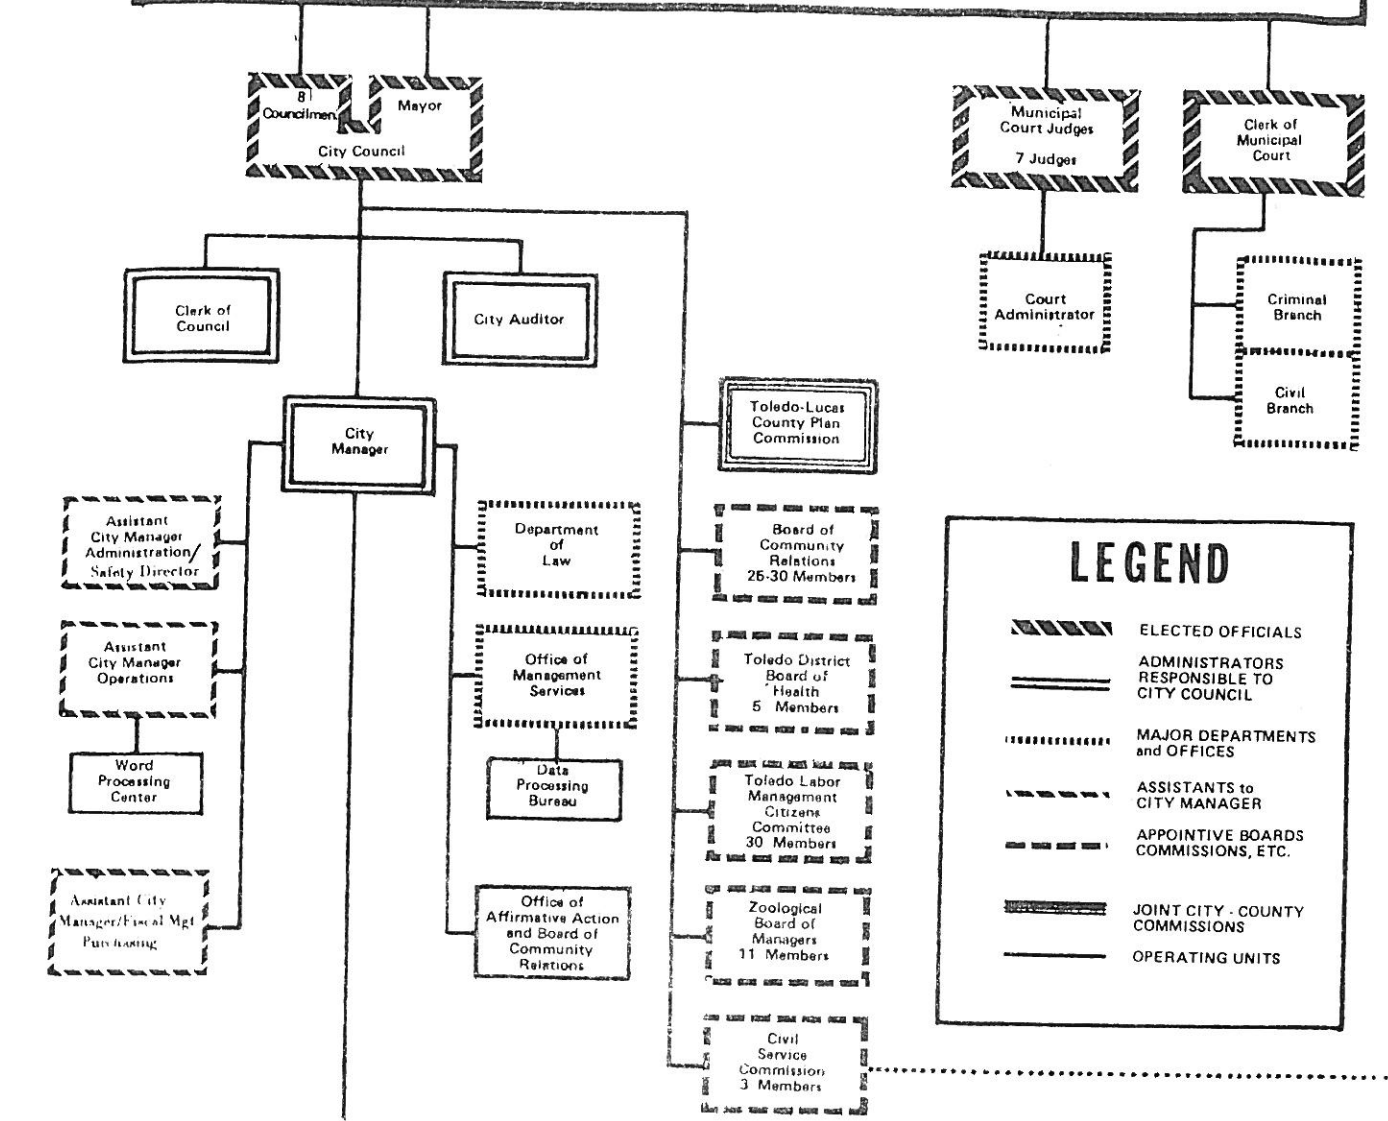 8
Councilmen
Mayor
City Council
Municipal
Court Judges
7 Judges
Clerk of
Municipal
Court
Clerk of
Council
City Auditor
Court
Administrator
Criminal
Branch
Civil
Branch
City
Manager
Toledo-Lucas
County Plan
Commission
Assistant
City Manager
Administration/
Safety Director
Department
of
Law
Board of
Community
Relations
26-30 Members
Assistant
City Manager
Operations
Office of
Management
Services
Toledo District
Board of
Health
5 Members
Word
Processing
Center
Data
Processing
Bureau
Toledo Labor
Management
Citizens
Committee
30 Members
Assistant City
Manager/Fiscal Mgt
Purchasing
Office of
Affirmative Action
and Board of
Community
Relations
Zoological
Board of
Managers
11 Members
Civil
Service
Commission
3 Members
LEGEND
ELECTED OFFICIALS
ADMINISTRATORS
RESPONSIBLE TO
CITY COUNCIL
MAJOR DEPARTMENTS
and OFFICES
ASSISTANTS to
CITY MANAGER
APPOINTIVE BOARDS
COMMISSIONS, ETC.
JOINT CITY - COUNTY
COMMISSIONS
OPERATING UNITS